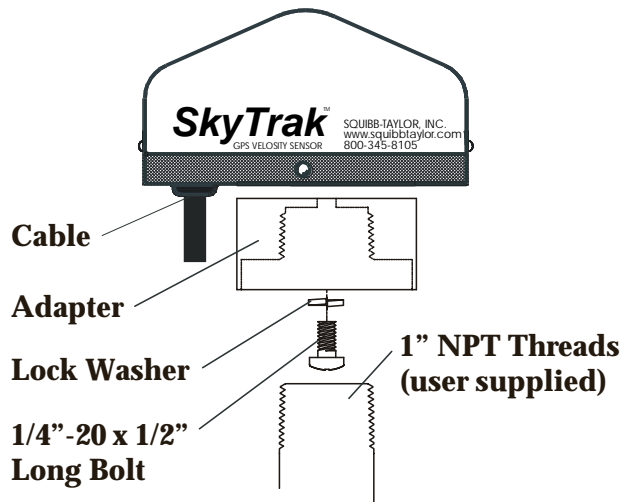 SkyTrak™
GPS VELOSITY SENSOR
SQUIBB-TAYLOR, INC.
www.squibbtaylor.com
800-345-8105
Cable
Adapter
Lock Washer
1/4”-20 x 1/2”
Long Bolt
1” NPT Threads
(user supplied)